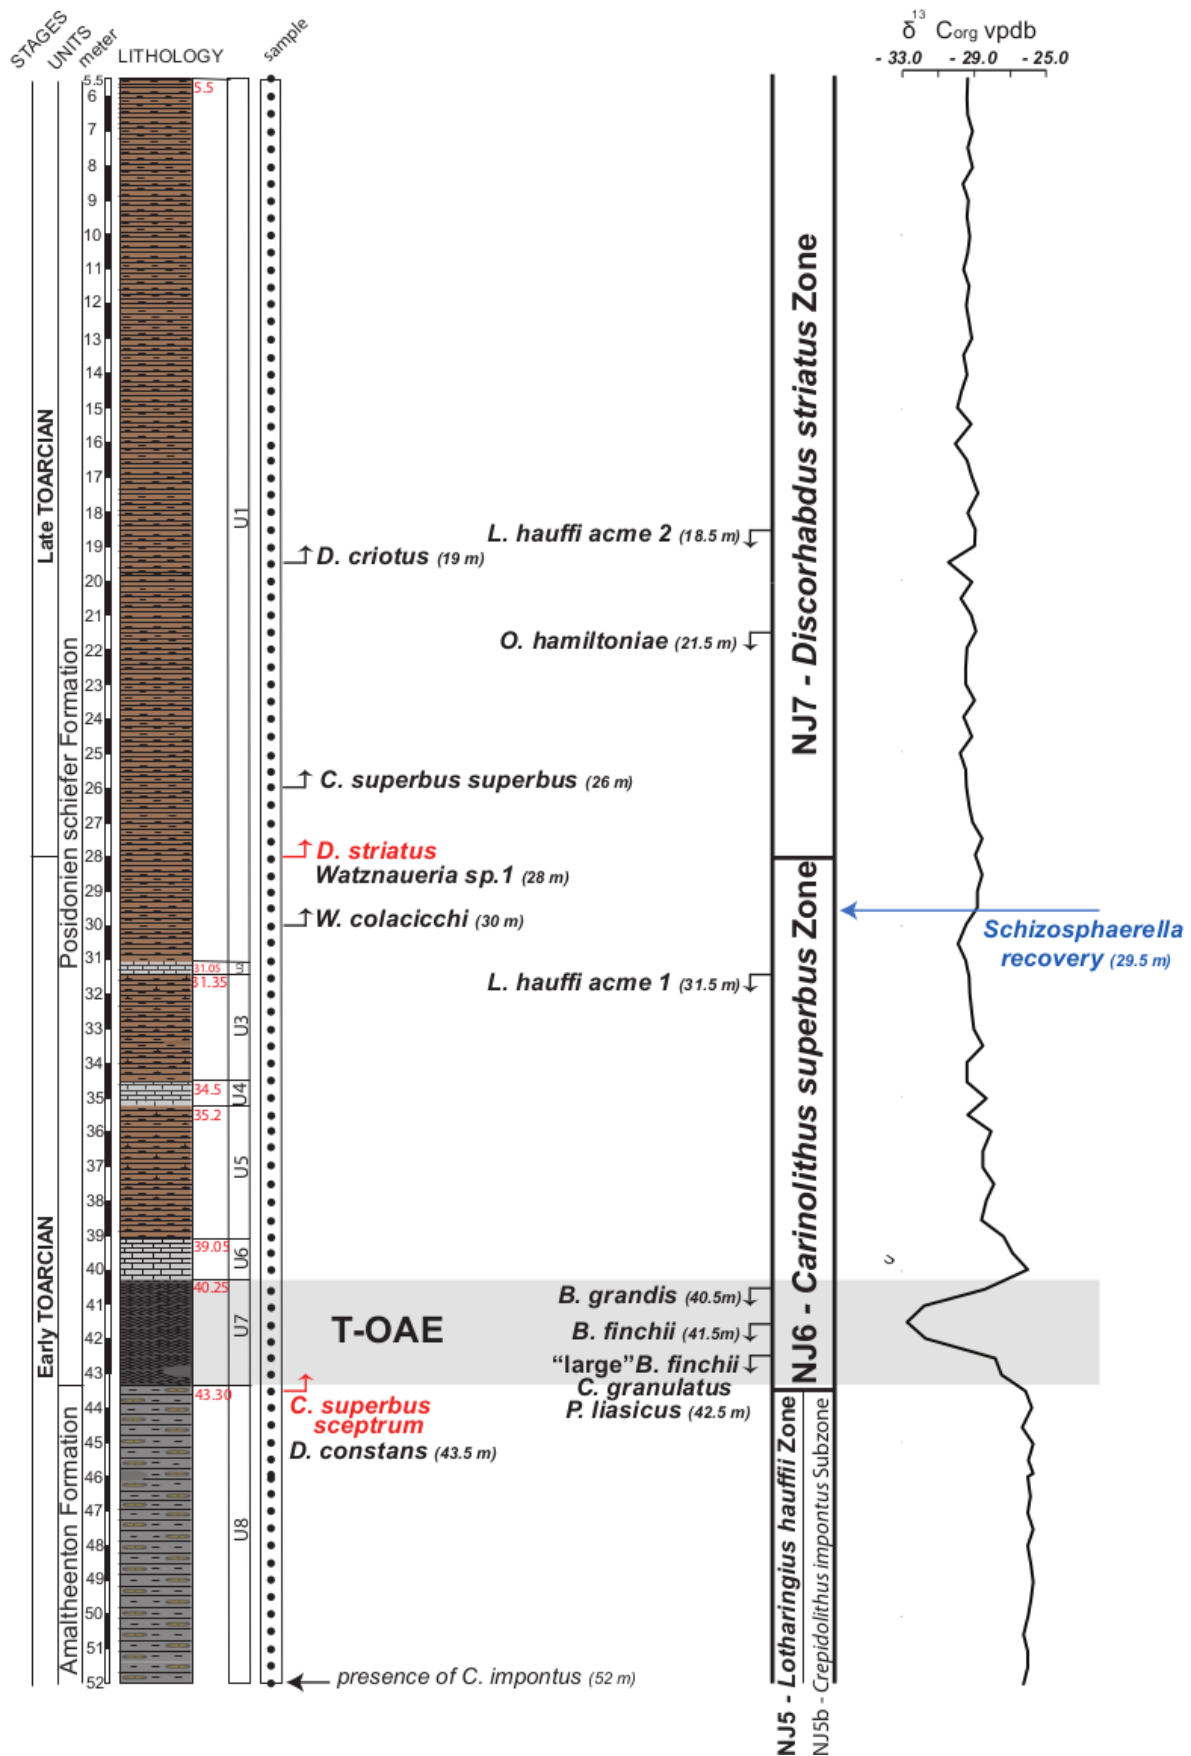 STAGES
UNITS
meter
LITHOLOGY
sample
δ13 Corg vpdb
- 33.0 - 29.0 - 25.0
5.5
6
7
8
9
10
11
12
13
14
15
16
17
18
19
20
21
22
23
24
25
26
27
28
29
30
31
32
33
34
35
36
37
38
39
40
41
42
43
44
45
46
47
48
49
50
51
52
Late TOARCIAN
Early TOARCIAN
Posidonien schiefer Formation
Amaltheenton Formation
5.5
31.05
31.35
34.5
35.2
39.05
40.25
43.30
U1
U3
U4
U5
U6
U7
U8
L. hauffi acme 2 (18.5 m)
D. criotus (19 m)
O. hamiltoniae (21.5 m)
C. superbus superbus (26 m)
D. striatus
Watznaueria sp.1 (28 m)
W. colacicchi (30 m)
L. hauffi acme 1 (31.5 m)
Schizosphaerella
recovery (29.5 m)
T-OAE
B. grandis (40.5m)
B. finchii (41.5m)
“large” B. finchii
C. granulatus
P. liasicus (42.5 m)
C. superbus
sceptrum
D. constans (43.5 m)
presence of C. impontus (52 m)
NJ7 - Discorhabdus striatus Zone
NJ6 - Carinolithus superbus Zone
NJ5 - Lotharingius hauffii Zone
NJ5b - Crepidolithus impontus Subzone